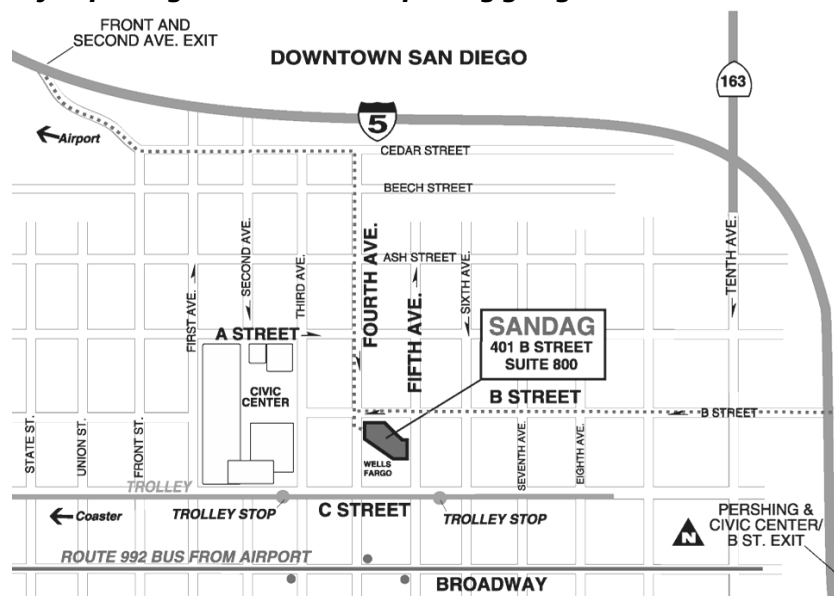 FRONT AND
SECOND AVE. EXIT
DOWNTOWN SAN DIEGO
163
5
Airport
CEDAR STREET
BEECH STREET
ASH STREET
FIRST AVE.
SECOND AVE.
THIRD AVE.
FOURTH AVE.
FIFTH AVE.
SIXTH AVE.
TENTH AVE.
A STREET
SANDAG
401 B STREET
SUITE 800
CIVIC
CENTER
B STREET
B STREET
STATE ST.
UNION ST.
FRONT ST.
WELLS
FARGO
SEVENTH AVE.
EIGHTH AVE.
TROLLEY
Coaster
TROLLEY STOP
C STREET
TROLLEY STOP
PERSHING &
CIVIC CENTER/
B ST. EXIT
N
ROUTE 992 BUS FROM AIRPORT
BROADWAY